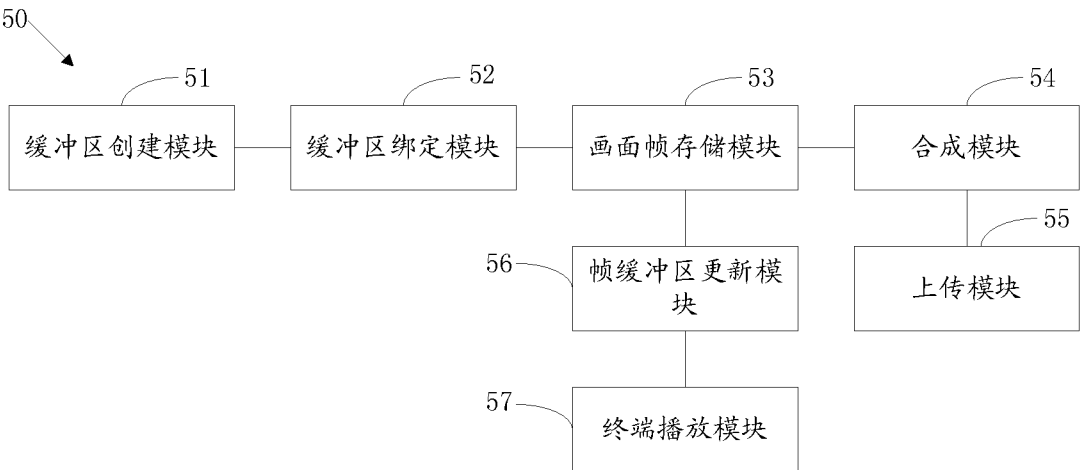 50
51
52
53
54
缓冲区创建模块
缓冲区绑定模块
画面帧存储模块
合成模块
55
56
帧缓冲区更新模
块
上传模块
57
终端播放模块